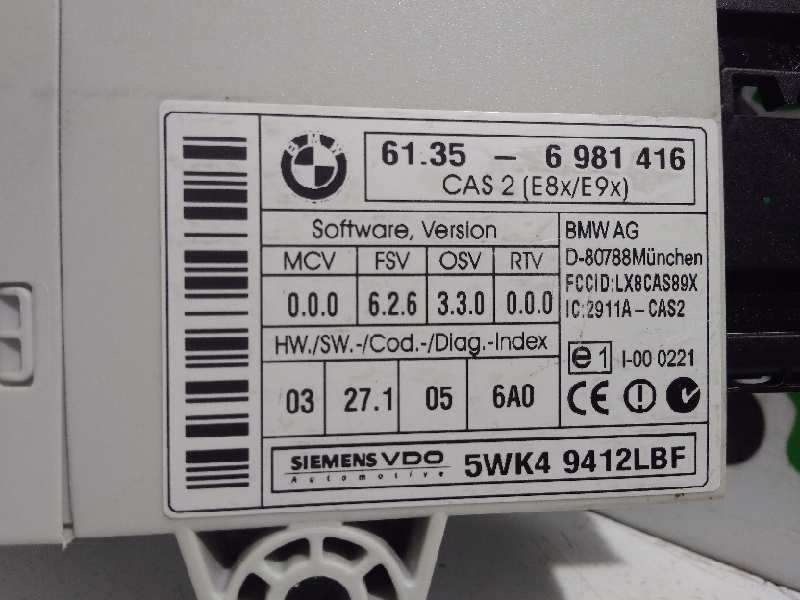 BMW
61.35 - 6 981 416
CAS 2 (E8x/E9x)
Software, Version
MCV FSV OSV RTV
0.0.0 6.2.6 3.3.0 0.0.0
HW./SW.-/Cod.-/Diag.-Index
03 27.1 05 6A0
BMW AG
D-80788München
FCCID:LX8CAS89X
IC:2911A-CAS2
e1 I-00 0221
CE
SIEMENS VDO
Automotive
5WK4 9412LBF